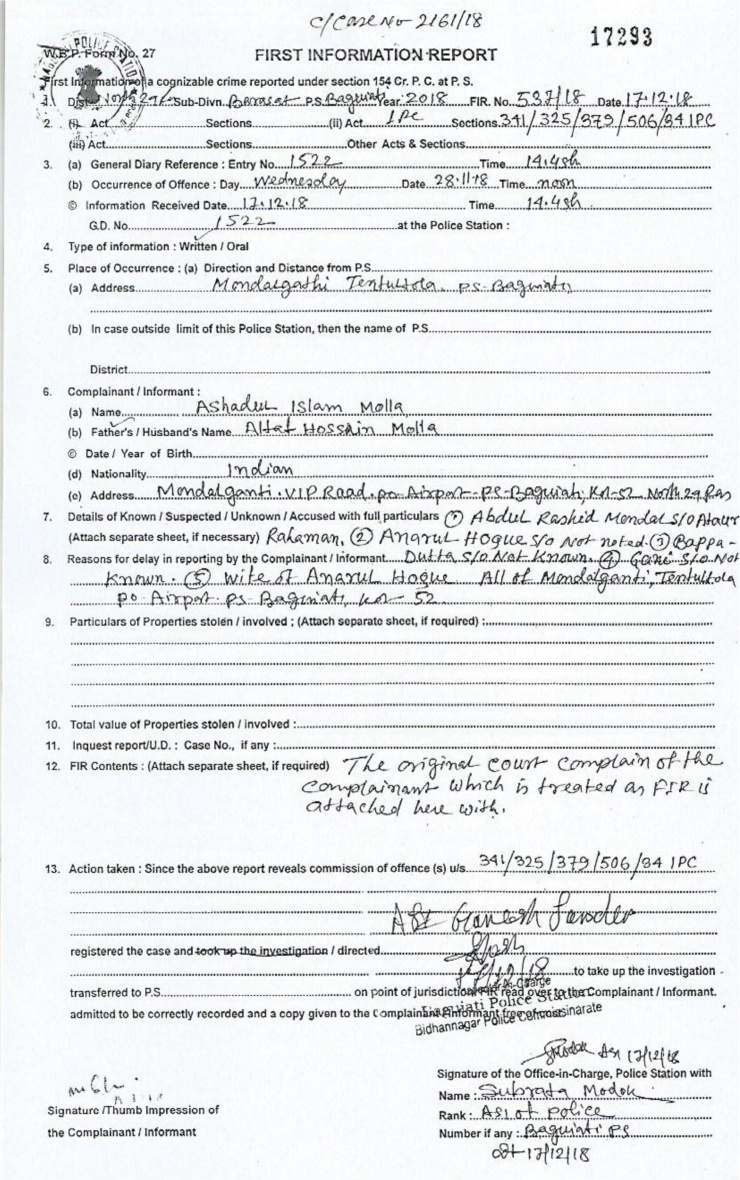 C/Case No 2161/18
17293
W.B.P. Form No. 27
FIRST INFORMATION REPORT
First Information of a cognizable crime reported under section 154 Cr. P. C. at P. S.
1. Dist. Sub-Divn. Barasat P.S. Baguiati Year. 2018 FIR. No. 537/18 Date 17.12.18
2. (i) Act Sections (ii) Act IPC Sections. 341/325/379/506/34 IPC
(iii) Act Sections Other Acts & Sections
3. (a) General Diary Reference : Entry No. 1522 Time 14.45h
(b) Occurrence of Offence : Day Wednesday Date 28.11.18 Time noon
© Information Received Date 17.12.18 Time 14.45h
G.D. No. 1522 at the Police Station :
4. Type of information : Written / Oral
5. Place of Occurrence : (a) Direction and Distance from P.S.
(a) Address Mondalgathi Tentultola. ps-Baguiati
(b) In case outside limit of this Police Station, then the name of P.S.
District
6. Complainant / Informant :
(a) Name Ashadul Islam Molla
(b) Father's / Husband's Name Altaf Hossain Molla
© Date / Year of Birth
(d) Nationality Indian
(e) Address Mondalganti. VIP Road. po-Airport-ps-Baguiati, Kol-52. North 24 Pgs
7. Details of Known / Suspected / Unknown / Accused with full particulars ① Abdul Rashid Mondal S/o Ataur
(Attach separate sheet, if necessary) Rahaman. ② Anarul Hoque S/o Not noted. ③ Bappa-
8. Reasons for delay in reporting by the Complainant / Informant Dutta S/o Not Known. ④ S/o Not
Known. ⑤ wife of Anarul Hoque All of Mondalganti, Tentultola
po-Airport-ps-Baguiati, Kol-52.
9. Particulars of Properties stolen / involved ; (Attach separate sheet, if required) :
10. Total value of Properties stolen / involved :
11. Inquest report/U.D. : Case No., if any :
12. FIR Contents : (Attach separate sheet, if required) The original court complain of the
complainant which is treated as FIR is
attached here with.
13. Action taken : Since the above report reveals commission of offence (s) u/s 341/325/379/506/34 IPC
ASI Ganesh
registered the case and took up the investigation / directed
to take up the investigation
transferred to P.S. on point of jurisdiction FIR read over to the Complainant / Informant.
admitted to be correctly recorded and a copy given to the Complainant / Informant free of cost
In-Charge
Baguiati Police Station
Bidhannagar Police Commissionarate
ASI 17/12/18
Signature of the Office-in-Charge, Police Station with
Name : Subrata Modok
Signature /Thumb Impression of
Rank : ASI of police
the Complainant / Informant
Number if any : Baguiati PS
dt-17/12/18